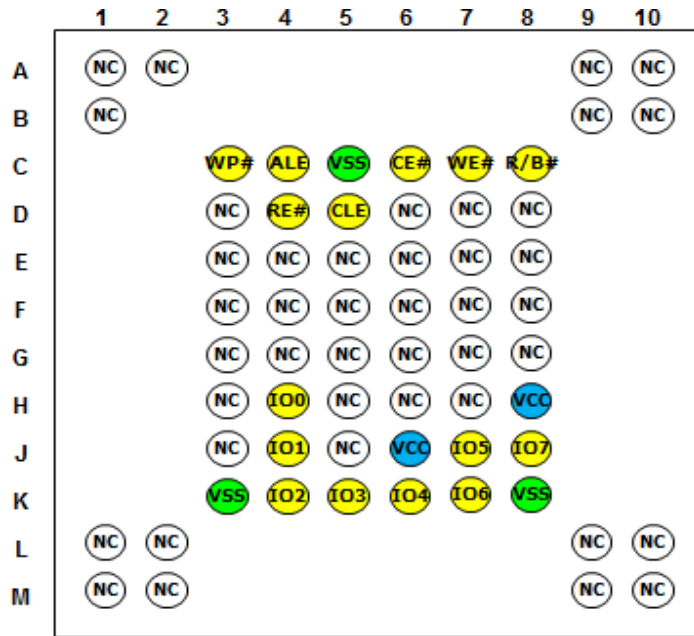 1 2 3 4 5 6 7 8 9 10
A NC NC NC NC
B NC NC NC
C WP# ALE VSS CE# WE# R/B#
D NC RE# CLE NC NC NC
E NC NC NC NC NC NC
F NC NC NC NC NC NC
G NC NC NC NC NC NC
H NC IO0 NC NC NC VCC
J NC IO1 NC VCC IO5 IO7
K VSS IO2 IO3 IO4 IO6 VSS
L NC NC NC NC
M NC NC NC NC